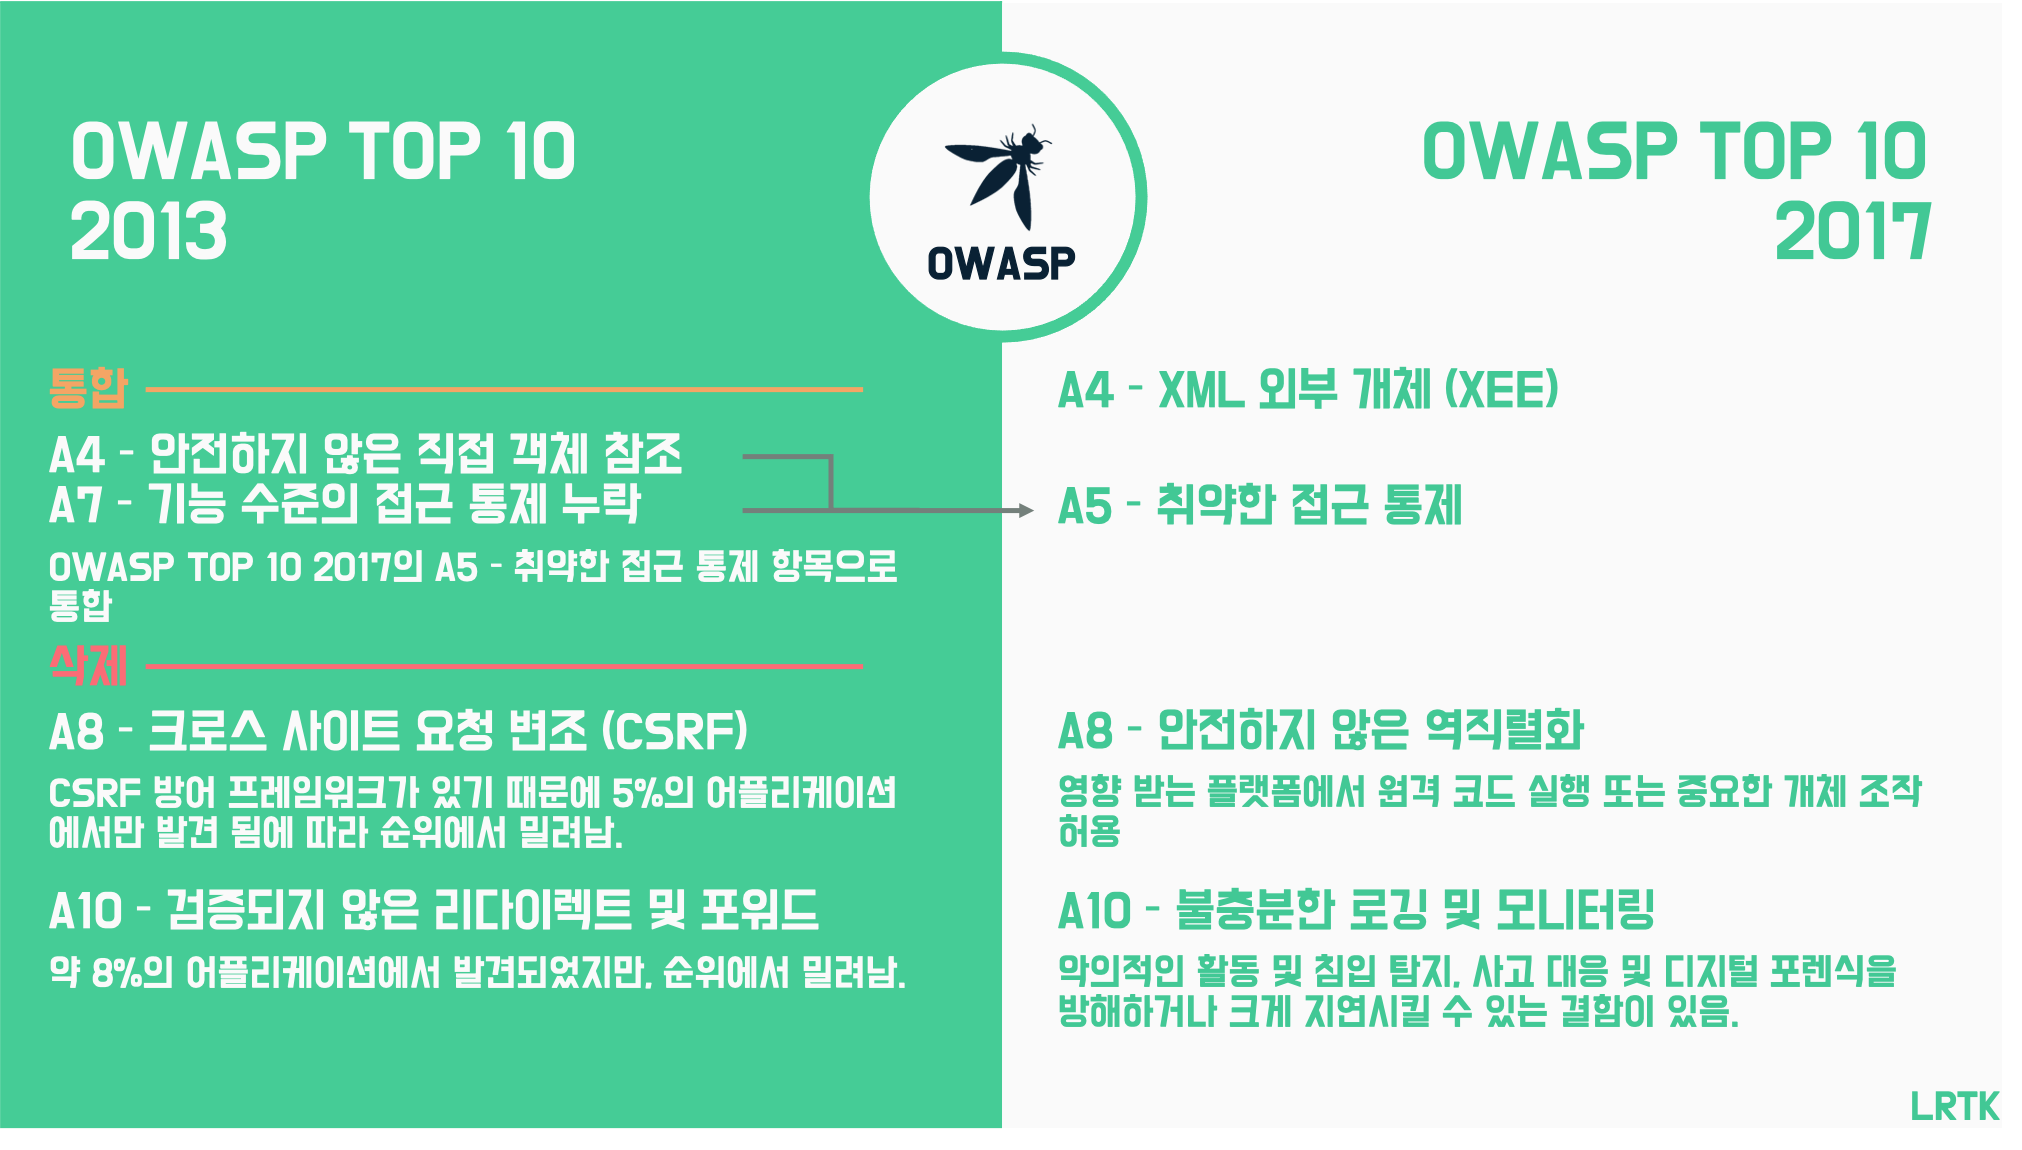 OWASP TOP 10
2013
OWASP
OWASP TOP 10
2017
통합
A4 - 안전하지 않은 직접 객체 참조
A7 - 기능 수준의 접근 통제 누락
OWASP TOP 10 2017의 A5 - 취약한 접근 통제 항목으로
통합
삭제
A8 - 크로스 사이트 요청 변조 (CSRF)
CSRF 방어 프레임워크가 있기 때문에 5%의 어플리케이션
에서만 발견 됨에 따라 순위에서 밀려남.
A10 - 검증되지 않은 리다이렉트 및 포워드
약 8%의 어플리케이션에서 발견되었지만, 순위에서 밀려남.
A4 - XML 외부 개체 (XEE)
A5 - 취약한 접근 통제
A8 - 안전하지 않은 역직렬화
영향 받는 플랫폼에서 원격 코드 실행 또는 중요한 개체 조작
허용
A10 - 불충분한 로깅 및 모니터링
악의적인 활동 및 침입 탐지, 사고 대응 및 디지털 포렌식을
방해하거나 크게 지연시킬 수 있는 결함이 있음.
LRTK